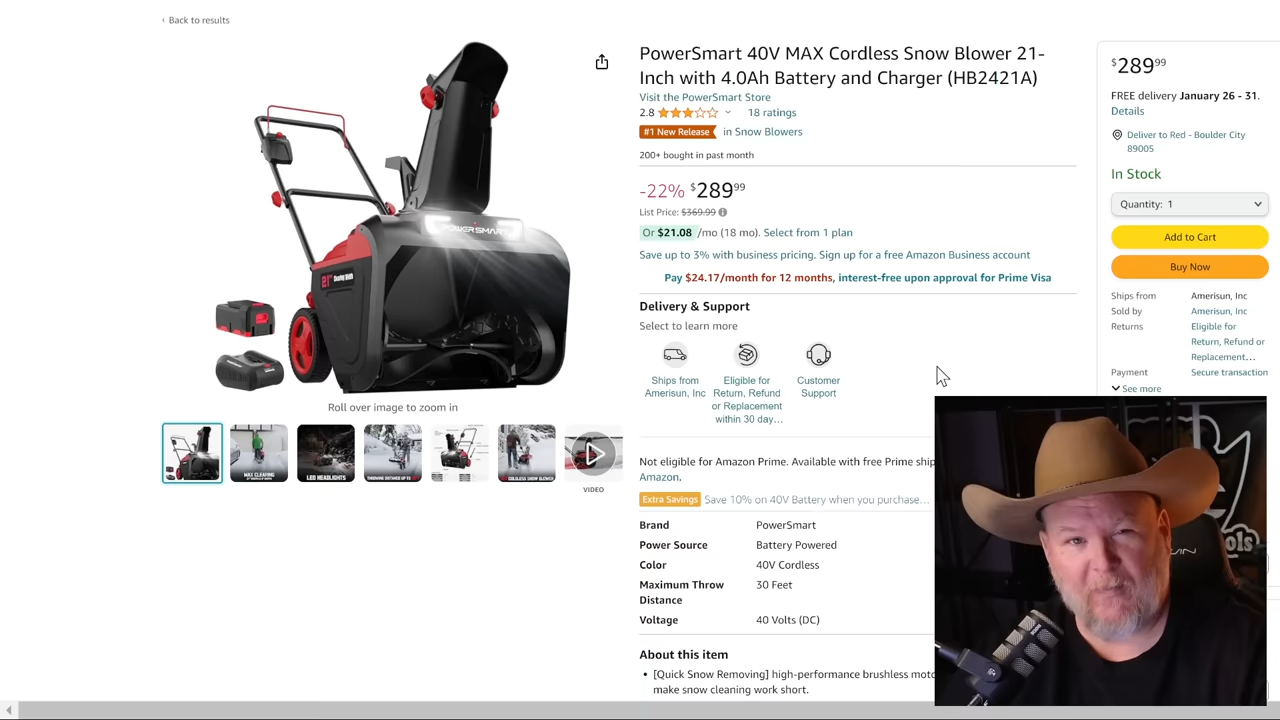 ‹ Back to results
POWERSMART
21"
Roll over image to zoom in
MAX CLEARING
LED HEADLIGHTS
CORDLESS SNOW BLOWER
VIDEO
PowerSmart 40V MAX Cordless Snow Blower 21-
Inch with 4.0Ah Battery and Charger (HB2421A)
Visit the PowerSmart Store
2.8 18 ratings
#1 New Release in Snow Blowers
200+ bought in past month
-22% $289 99
List Price: $369.99
Or $21.08 /mo (18 mo). Select from 1 plan
Save up to 3% with business pricing. Sign up for a free Amazon Business account
Pay $24.17/month for 12 months, interest-free upon approval for Prime Visa
Delivery & Support
Select to learn more
Ships from
Amerisun, Inc
Eligible for
Return, Refund
or Replacement
within 30 day…
Customer
Support
Not eligible for Amazon Prime. Available with free Prime ship
Amazon.
Extra Savings Save 10% on 40V Battery when you purchase…
Brand PowerSmart
Power Source Battery Powered
Color 40V Cordless
Maximum Throw 30 Feet
Distance
Voltage 40 Volts (DC)
About this item
• [Quick Snow Removing] high-performance brushless moto
make snow cleaning work short.
$289 99
FREE delivery January 26 - 31.
Details
Deliver to Red - Boulder City
89005
In Stock
Quantity: 1
Add to Cart
Buy Now
Ships from Amerisun, Inc
Sold by Amerisun, Inc
Returns Eligible for
Return, Refund or
Replacement…
Payment Secure transaction
See more
ols